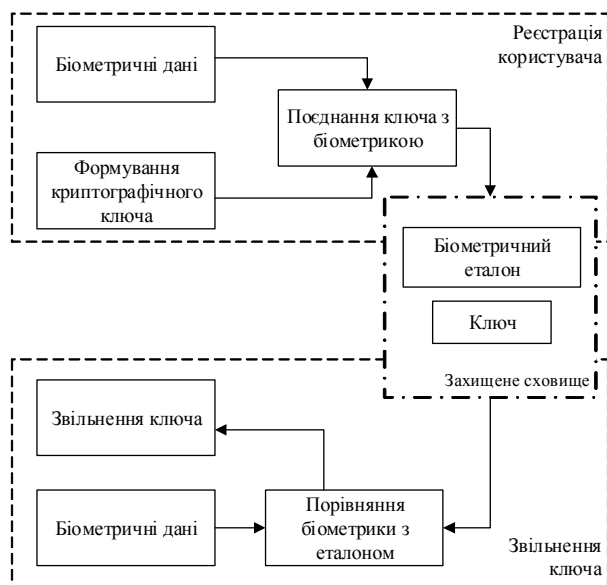 Реєстрація
користувача
Біометричні дані
Поєднання ключа з
біометрикою
Формування
криптографічного
ключа
Біометричний
еталон
Ключ
Захищене сховище
Звільнення ключа
Біометричні дані
Порівняння
біометрики з
еталоном
Звільнення
ключа